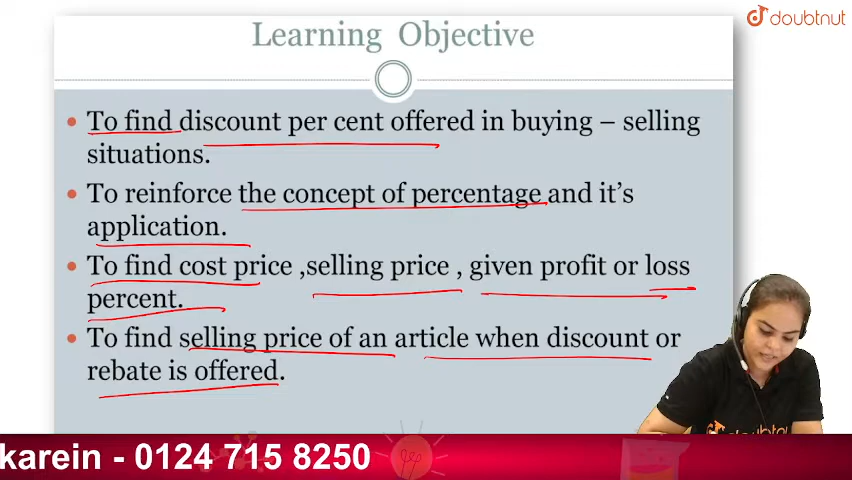 doubtnut
Learning Objective
• To find discount per cent offered in buying – selling
situations.
• To reinforce the concept of percentage and it's
application.
• To find cost price ,selling price , given profit or loss
percent.
• To find selling price of an article when discount or
rebate is offered.
karein - 0124 715 8250